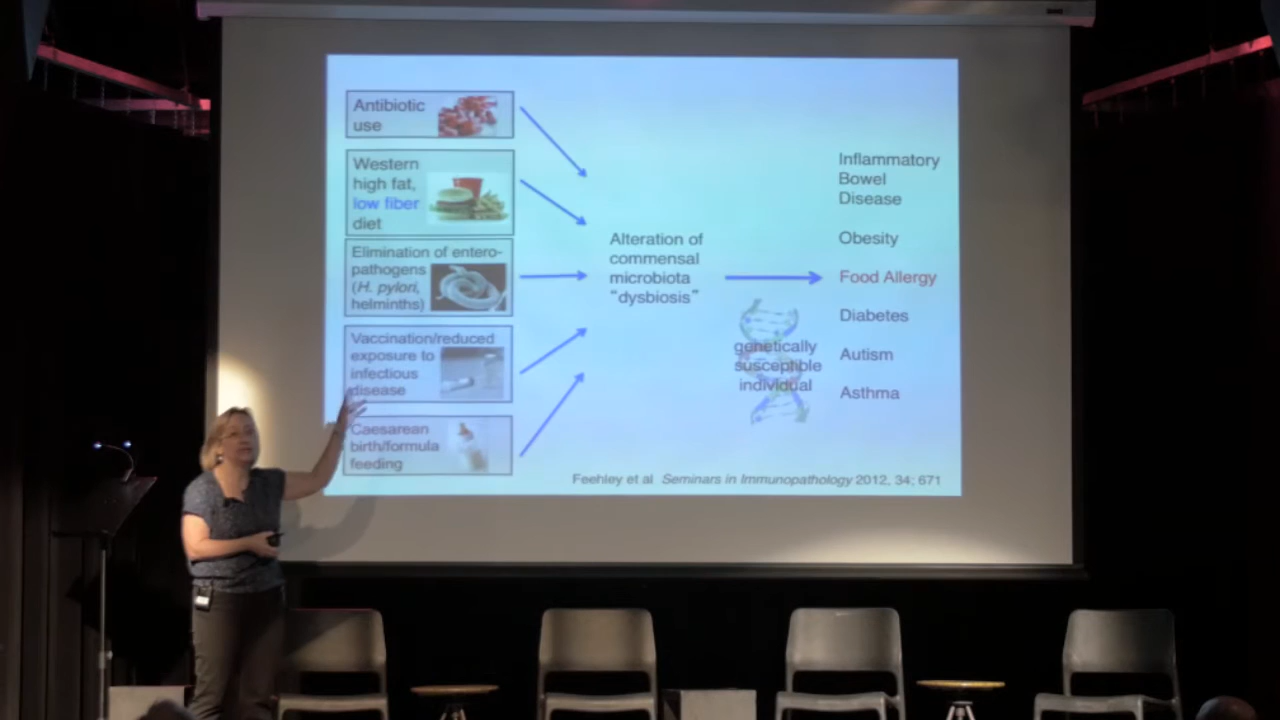 Antibiotic
use
Western
high fat,
low fiber
diet
Elimination of entero-
pathogens
(H. pylori,
helminths)
Vaccination/reduced
exposure to
infectious
disease
Caesarean
birth/formula
feeding
Alteration of
commensal
microbiota
“dysbiosis”
genetically
susceptible
individual
Inflammatory
Bowel
Disease
Obesity
Food Allergy
Diabetes
Autism
Asthma
Feehley et al Seminars in Immunopathology 2012, 34; 671